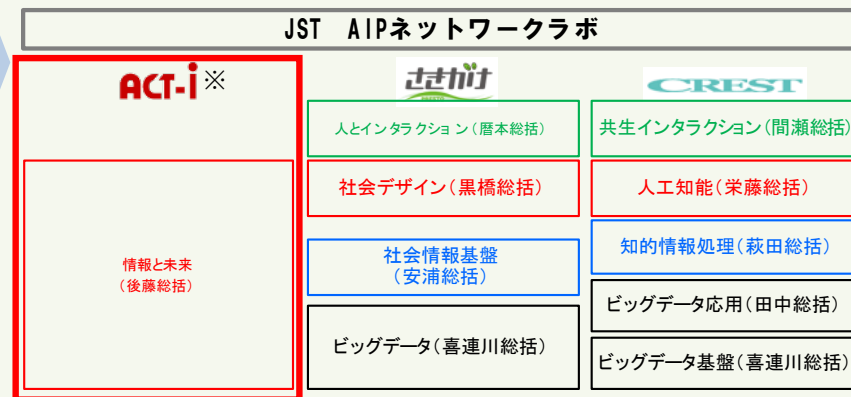 JST AIPネットワークラボ
ACT-i※
さきがけ
CREST
人とインタラクション(暦本総括)
共生インタラクション(間瀬総括)
社会デザイン(黒橋総括)
人工知能(栄藤総括)
情報と未来
(後藤総括)
社会情報基盤
(安浦総括)
知的情報処理(萩田総括)
ビッグデータ(喜連川総括)
ビッグデータ応用(田中総括)
ビッグデータ基盤(喜連川総括)